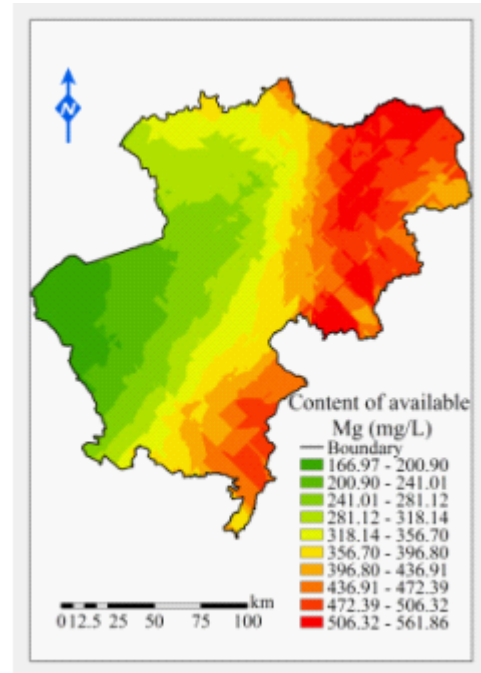 N
Content of available
Mg (mg/L)
Boundary
166.97 - 200.90
200.90 - 241.01
241.01 - 281.12
281.12 - 318.14
318.14 - 356.70
356.70 - 396.80
396.80 - 436.91
436.91 - 472.39
472.39 - 506.32
506.32 - 561.86
km
0 12.5 25 50 75 100